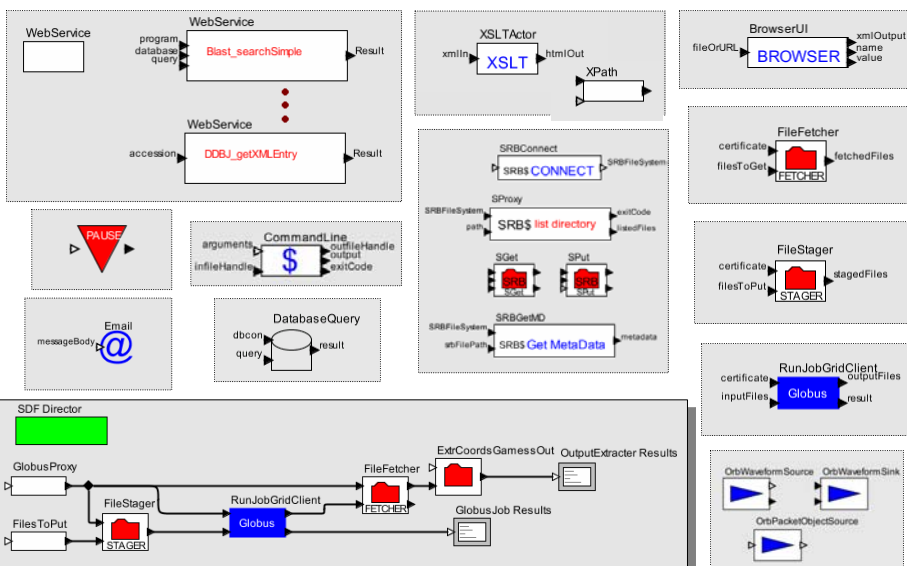 WebService
WebService
program
database
query
Blast_searchSimple
Result
WebService
accession
DDBJ_getXMLEntry
Result
XSLTActor
xmlIn
XSLT
htmlOut
XPath
BrowserUI
fileOrURL
BROWSER
xmlOutput
name
value
FileFetcher
certificate
filesToGet
FETCHER
fetchedFiles
SRBConnect
SRB$ CONNECT
SRBFileSystem
SProxy
SRBFileSystem
path
SRB$ list directory
exitCode
listedFiles
SGet
SRB
SGet
SPut
SRB
SPut
SRBGetMD
SRBFileSystem
srbFilePath
SRB$ Get MetaData
metadata
PAUSE
CommandLine
arguments
infileHandle
$
outfileHandle
output
exitCode
FileStager
certificate
filesToPut
STAGER
stagedFiles
Email
messageBody
@
DatabaseQuery
dbcon
query
result
RunJobGridClient
certificate
inputFiles
Globus
outputFiles
result
SDF Director
GlobusProxy
FilesToPut
FileStager
STAGER
RunJobGridClient
Globus
FileFetcher
FETCHER
ExtrCoordsGamessOut
OutputExtracter Results
GlobusJob Results
OrbWaveformSource
OrbWaveformSink
OrbPacketObjectSource